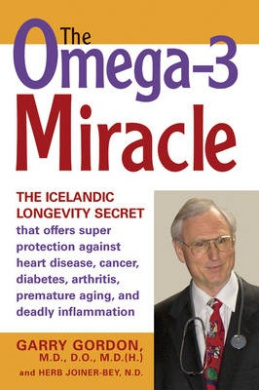 The
Omega-3
Miracle
THE ICELANDIC
LONGEVITY SECRET
that offers super
protection against
heart disease, cancer,
diabetes, arthritis,
premature aging, and
deadly inflammation
GARRY GORDON,
M.D., D.O., M.D.(H.)
and HERB JOINER-BEY, N.D.